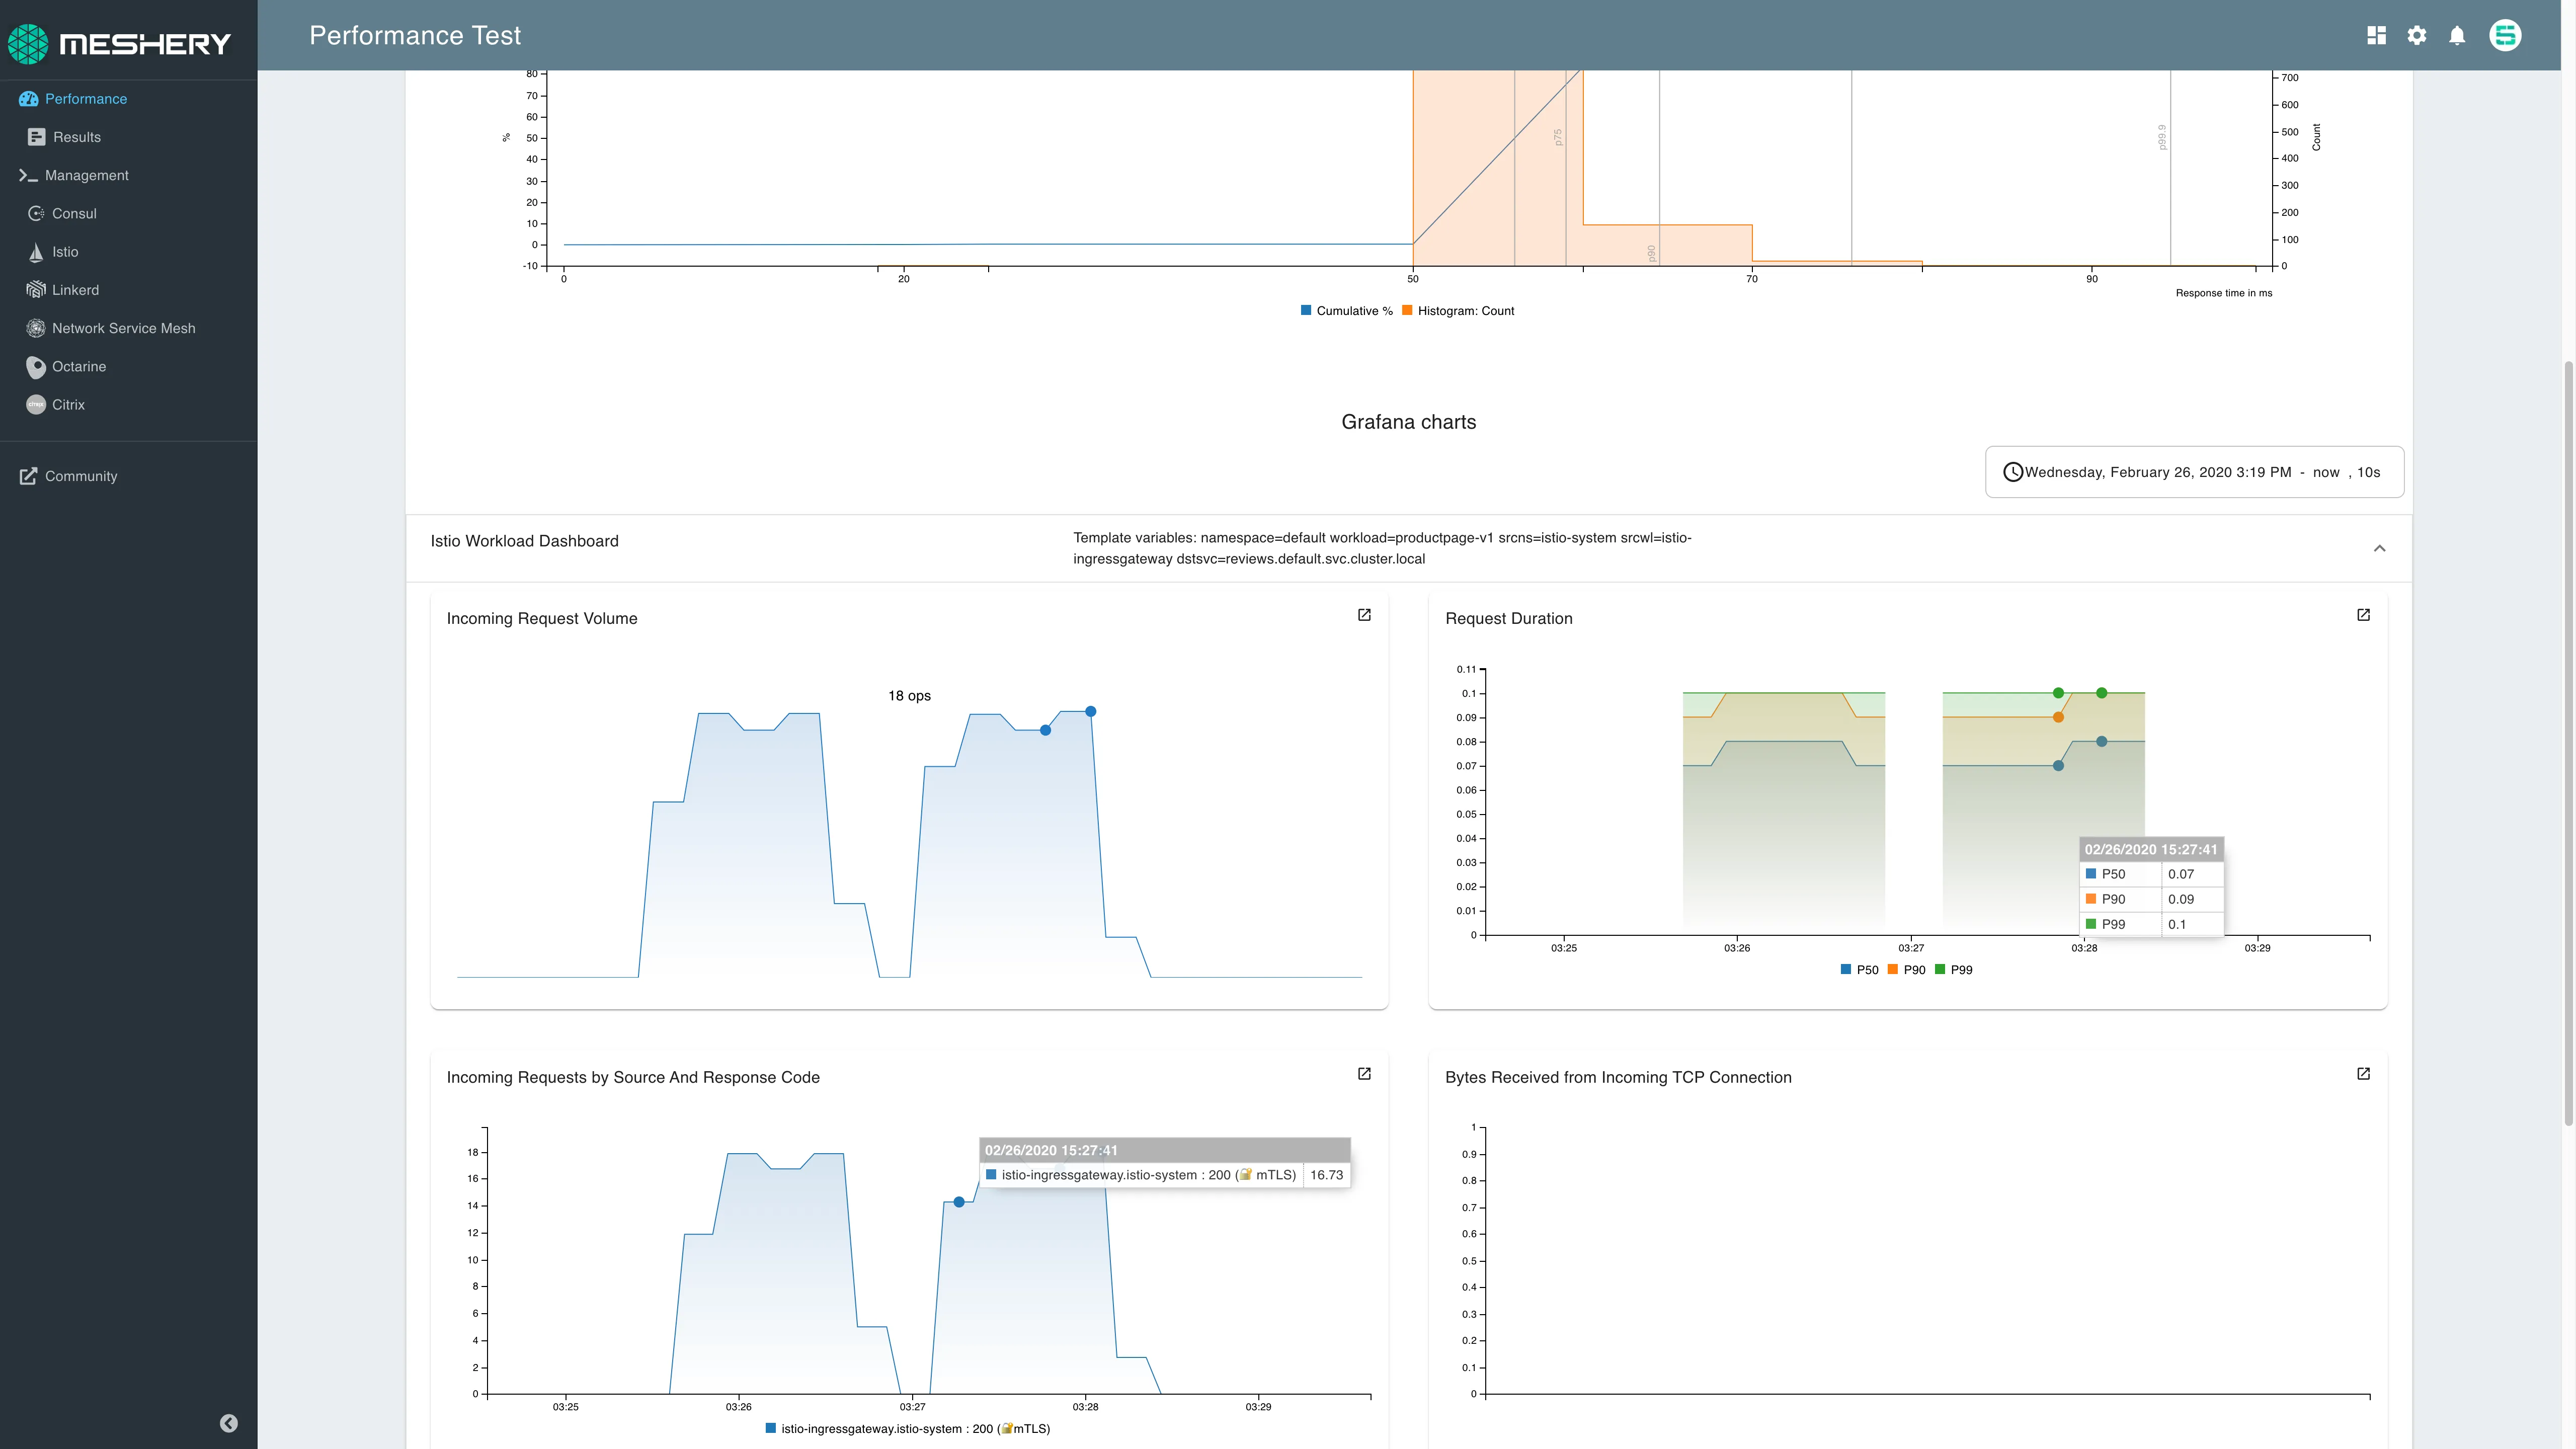 MESHERY
Performance Test
Performance
Results
Management
Consul
Istio
Linkerd
Network Service Mesh
Octarine
Citrix
Community
80
70
60
50
40
30
20
10
0
-10
%
0
20
50
70
90
p75
p90
p99.9
700
600
500
400
300
200
100
0
Count
Response time in ms
Cumulative % Histogram: Count
Grafana charts
Wednesday, February 26, 2020 3:19 PM - now , 10s
Istio Workload Dashboard
Template variables: namespace=default workload=productpage-v1 srcns=istio-system srcwl=istio-
ingressgateway dstsvc=reviews.default.svc.cluster.local
Incoming Request Volume
18 ops
Request Duration
0.11
0.1
0.09
0.08
0.07
0.06
0.05
0.04
0.03
0.02
0.01
0
02/26/2020 15:27:41
P50 0.07
P90 0.09
P99 0.1
03:25 03:26 03:27 03:28 03:29
P50 P90 P99
Incoming Requests by Source And Response Code
18
16
14
12
10
8
6
4
2
0
02/26/2020 15:27:41
istio-ingressgateway.istio-system : 200 (🔐 mTLS) 16.73
03:25 03:26 03:27 03:28 03:29
istio-ingressgateway.istio-system : 200 (🔐mTLS)
Bytes Received from Incoming TCP Connection
1
0.9
0.8
0.7
0.6
0.5
0.4
0.3
0.2
0.1
0